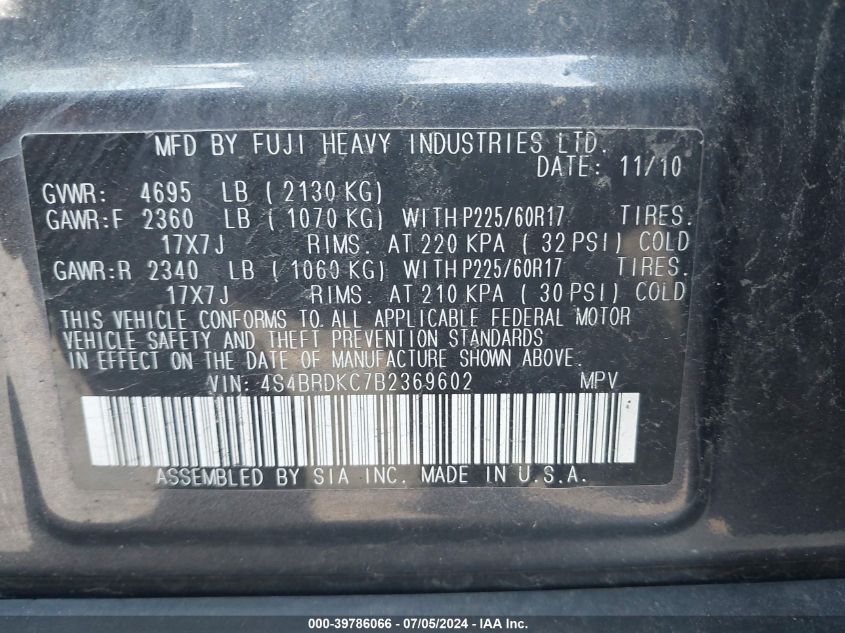 MFD BY FUJI HEAVY INDUSTRIES LTD.
DATE: 11/10
GVWR: 4695 LB (2130 KG)
GAWR:F 2360 LB (1070 KG) WITH P225/60R17 TIRES.
17X7J RIMS. AT 220 KPA (32 PSI) COLD
GAWR:R 2340 LB (1060 KG) WITH P225/60R17 TIRES.
17X7J RIMS. AT 210 KPA (30 PSI) COLD
THIS VEHICLE CONFORMS TO ALL APPLICABLE FEDERAL MOTOR
VEHICLE SAFETY AND THEFT PREVENTION STANDARDS
IN EFFECT ON THE DATE OF MANUFACTURE SHOWN ABOVE.
VIN: 4S4BRDKC7B2369602 MPV
ASSEMBLED BY SIA INC. MADE IN U.S.A.
000-39786066 - 07/05/2024 - IAA Inc.